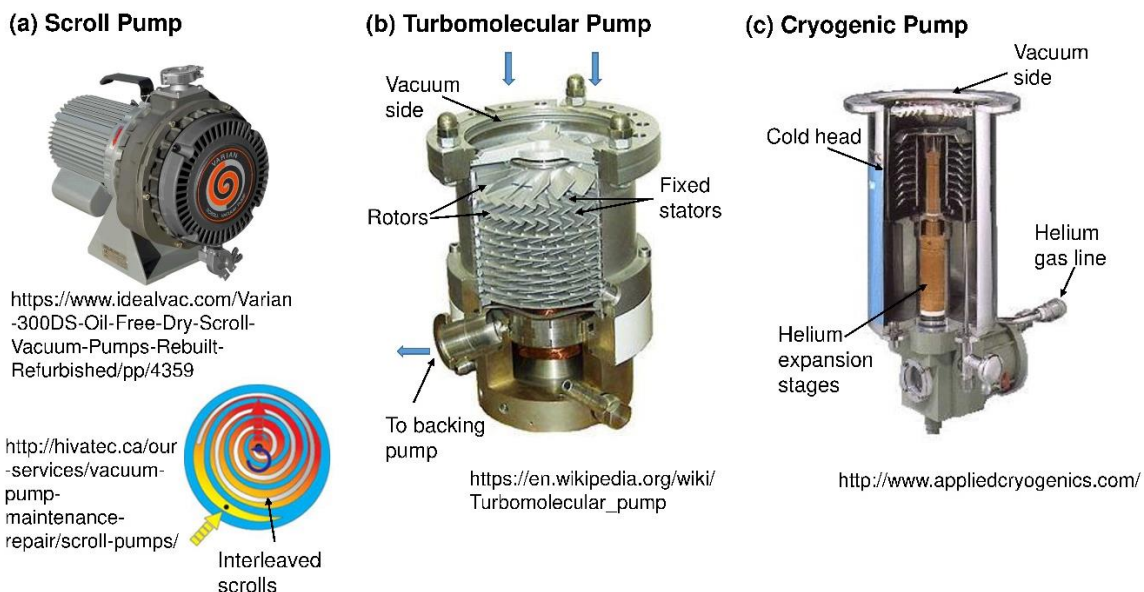 (a) Scroll Pump
VARIAN
https://www.idealvac.com/Varian
-300DS-Oil-Free-Dry-Scroll-
Vacuum-Pumps-Rebuilt-
Refurbished/pp/4359
http://hivatec.ca/our
-services/vacuum-
pump-
maintenance-
repair/scroll-pumps/
Interleaved
scrolls
(b) Turbomolecular Pump
Vacuum
side
Rotors
Fixed
stators
To backing
pump
https://en.wikipedia.org/wiki/
Turbomolecular_pump
(c) Cryogenic Pump
Vacuum
side
Cold head
Helium
gas line
Helium
expansion
stages
http://www.appliedcryogenics.com/